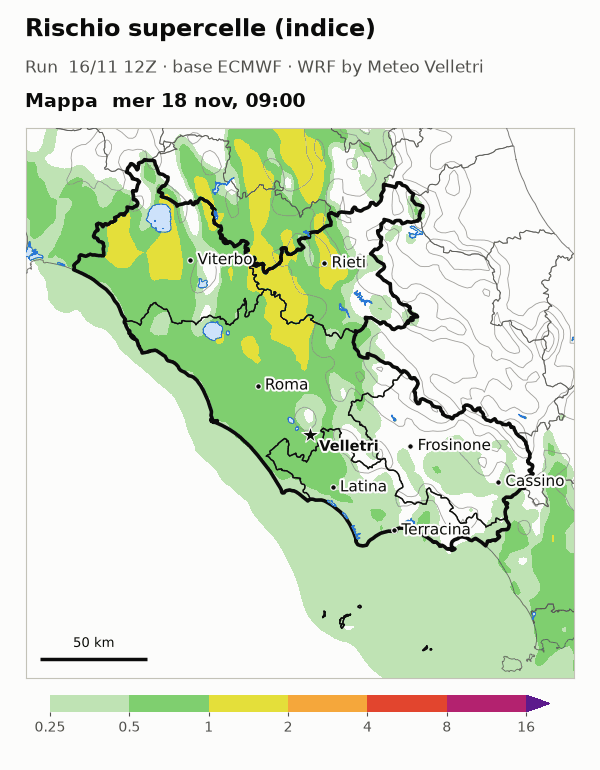 Rischio supercelle (indice)
Run  16/11 12Z · base ECMWF · WRF by Meteo Velletri
Mappa  mer 18 nov, 09:00
Viterbo
Rieti
Roma
Velletri
Frosinone
Cassino
Latina
Terracina
50 km
0.25 0.5 1 2 4 8 16